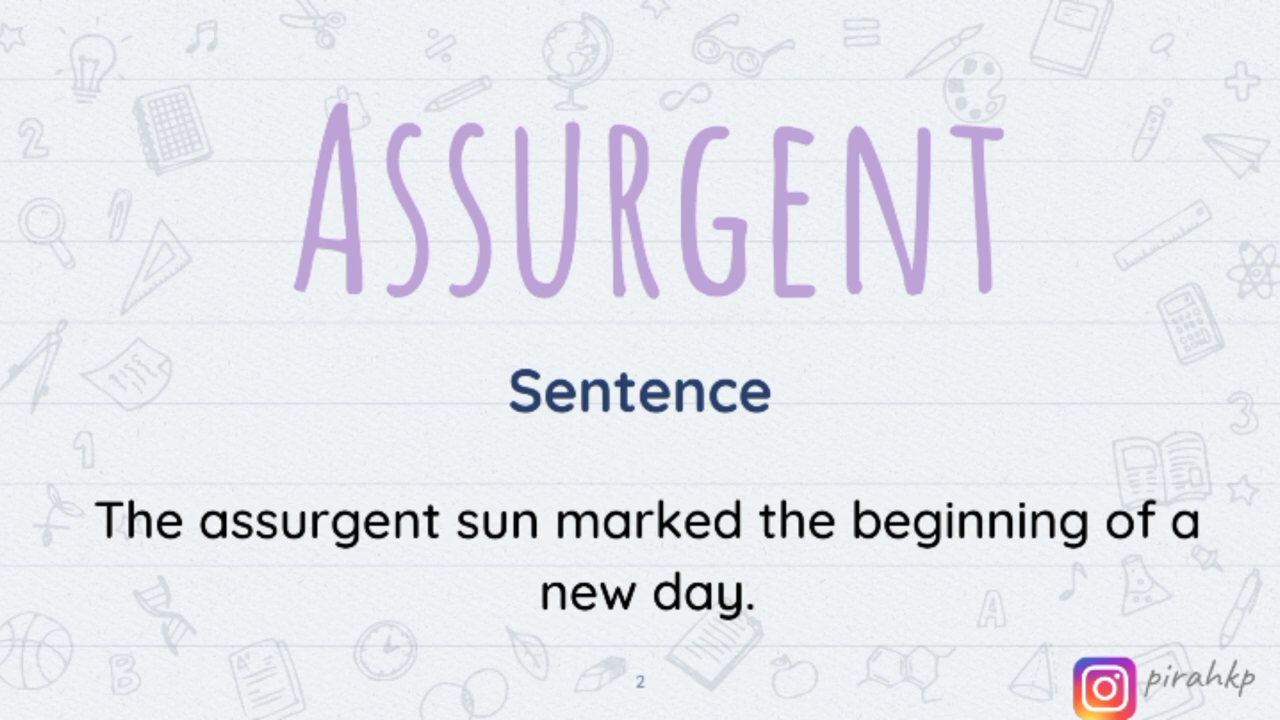 ASSURGENT
Sentence
The assurgent sun marked the beginning of a
new day.
2
pirahkp